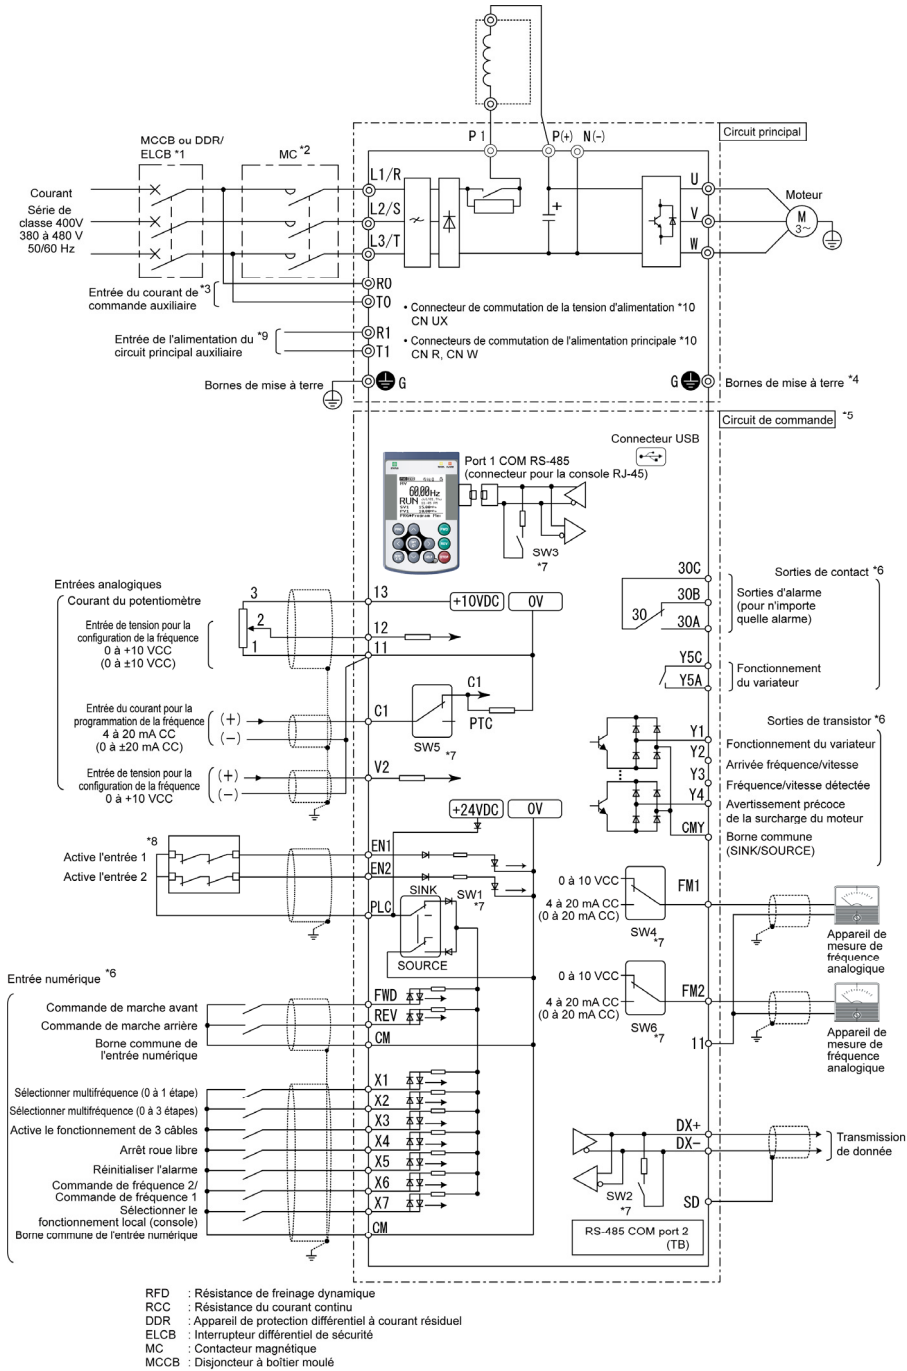 P1
P(+)
N(-)
Circuit principal
MCCB ou DDR/
ELCB *1
MC *2
L1/R
L2/S
L3/T
Courant
Série de
classe 400V
380 à 480 V
50/60 Hz
+
U
V
W
Moteur
M
3~
Entrée du courant de *3
commande auxiliaire
R0
T0
• Connecteur de commutation de la tension d'alimentation *10
CN UX
Entrée de l'alimentation du *9
circuit principal auxiliaire
R1
T1
• Connecteurs de commutation de l'alimentation principale *10
CN R, CN W
Bornes de mise à terre
G
G
Bornes de mise à terre *4
Circuit de commande *5
Connecteur USB
Port 1 COM RS-485
(connecteur pour la console RJ-45)
60.00Hz
RUN
SW3
*7
Entrées analogiques
Courant du potentiomètre
3
2
1
13
12
11
+10VDC
0V
Entrée de tension pour la
configuration de la fréquence
0 à +10 VCC
(0 à ±10 VCC)
Entrée du courant pour la
programmation de la fréquence
4 à 20 mA CC
(0 à ±20 mA CC)
(+)
(-)
C1
C1
PTC
SW5
*7
Entrée de tension pour la
configuration de la fréquence
0 à +10 VCC
(+)
(-)
V2
30C
30B
30
30A
Sorties de contact *6
Sorties d'alarme
(pour n'importe
quelle alarme)
Y5C
Y5A
Fonctionnement
du variateur
Sorties de transistor *6
Y1
Y2
Y3
Y4
CMY
Fonctionnement du variateur
Arrivée fréquence/vitesse
Fréquence/vitesse détectée
Avertissement précoce
de la surcharge du moteur
Borne commune
(SINK/SOURCE)
+24VDC
0V
*8
Active l'entrée 1
Active l'entrée 2
EN1
EN2
PLC
SINK
SW1
*7
SOURCE
0 à 10 VCC
4 à 20 mA CC
(0 à 20 mA CC)
SW4
*7
FM1
Appareil de
mesure de
fréquence
analogique
0 à 10 VCC
4 à 20 mA CC
(0 à 20 mA CC)
SW6
*7
FM2
11
Appareil de
mesure de
fréquence
analogique
Entrée numérique *6
Commande de marche avant
Commande de marche arrière
Borne commune de
l'entrée numérique
FWD
REV
CM
Sélectionner multifréquence (0 à 1 étape)
Sélectionner multifréquence (0 à 3 étapes)
Active le fonctionnement de 3 câbles
Arrêt roue libre
Réinitialiser l'alarme
Commande de fréquence 2/
Commande de fréquence 1
Sélectionner le
fonctionnement local (console)
Borne commune de l'entrée numérique
X1
X2
X3
X4
X5
X6
X7
CM
DX+
DX-
SD
SW2
*7
Transmission
de donnée
RS-485 COM port 2
(TB)
RFD : Résistance de freinage dynamique
RCC : Résistance du courant continu
DDR : Appareil de protection différentiel à courant résiduel
ELCB : Interrupteur différentiel de sécurité
MC : Contacteur magnétique
MCCB : Disjoncteur à boîtier moulé